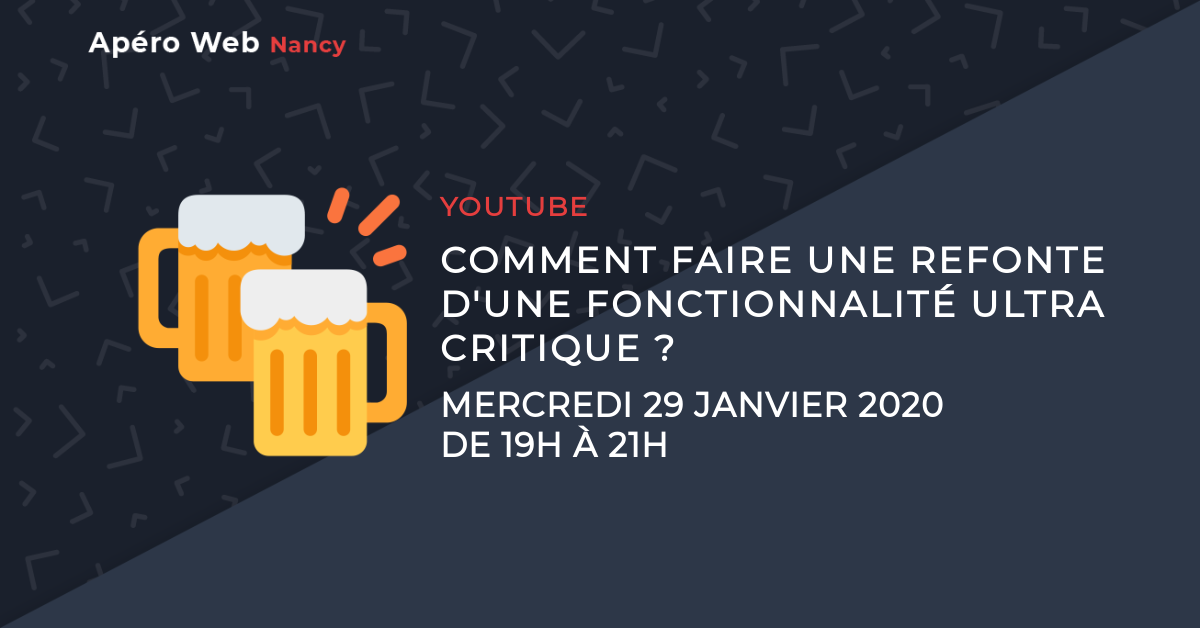 Apéro Web Nancy
YOUTUBE
COMMENT FAIRE UNE REFONTE
D'UNE FONCTIONNALITÉ ULTRA
CRITIQUE ?
MERCREDI 29 JANVIER 2020
DE 19H À 21H